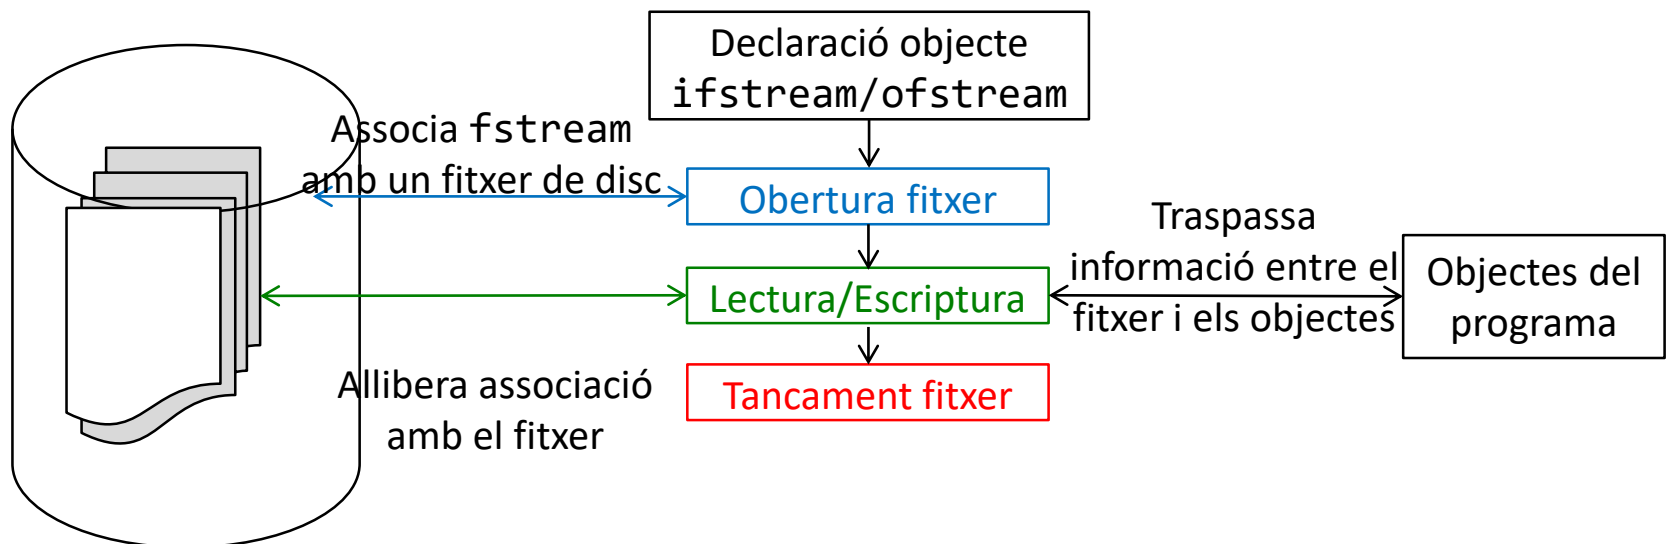 Declaració objecte
ifstream/ofstream
Associa fstream
amb un fitxer de disc
Obertura fitxer
Traspassa
informació entre el
fitxer i els objectes
Objectes del
programa
Lectura/Escriptura
Allibera associació
amb el fitxer
Tancament fitxer